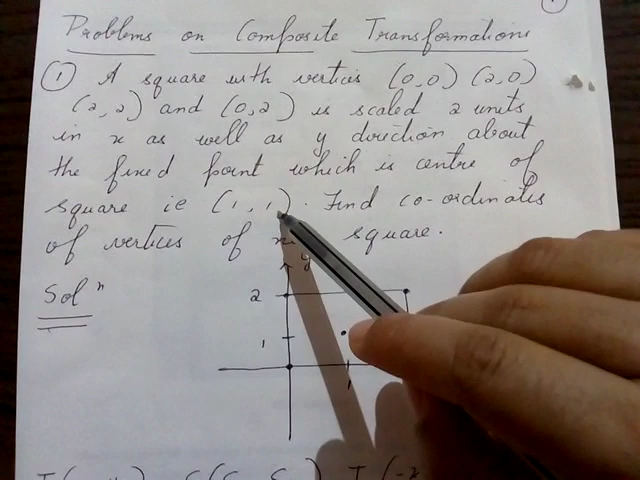 Problems on Composite Transformations
① A square with vertices (0,0) (2,0)
(2,2) and (0,2) is scaled 2 units
in x as well as y direction about
the fixed point which is centre of
square ie (1,1). Find co-ordinates
of vertices of square.
Solⁿ
y
2
1
1